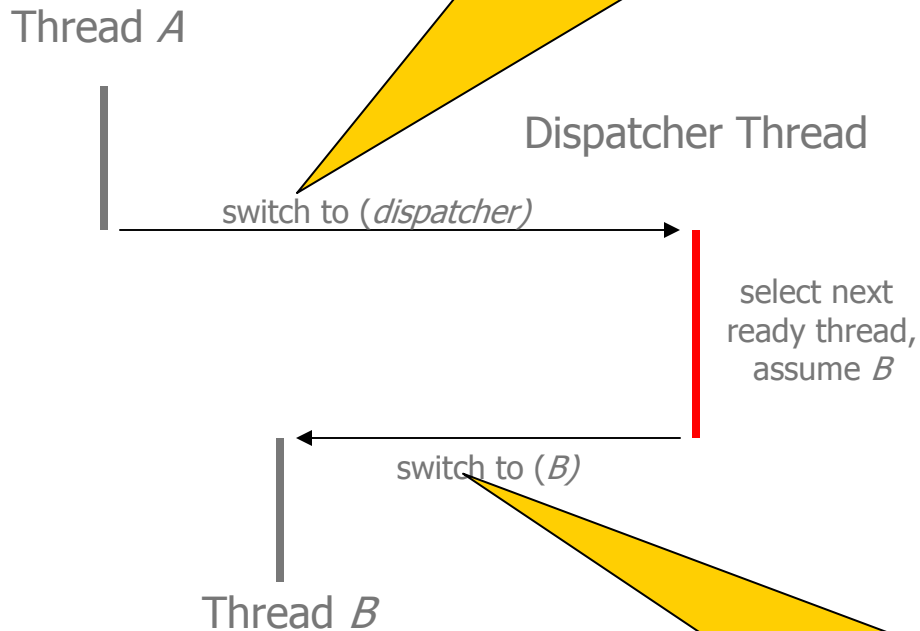 Thread A
Dispatcher Thread
switch to (dispatcher)
select next
ready thread,
assume B
switch to (B)
Thread B